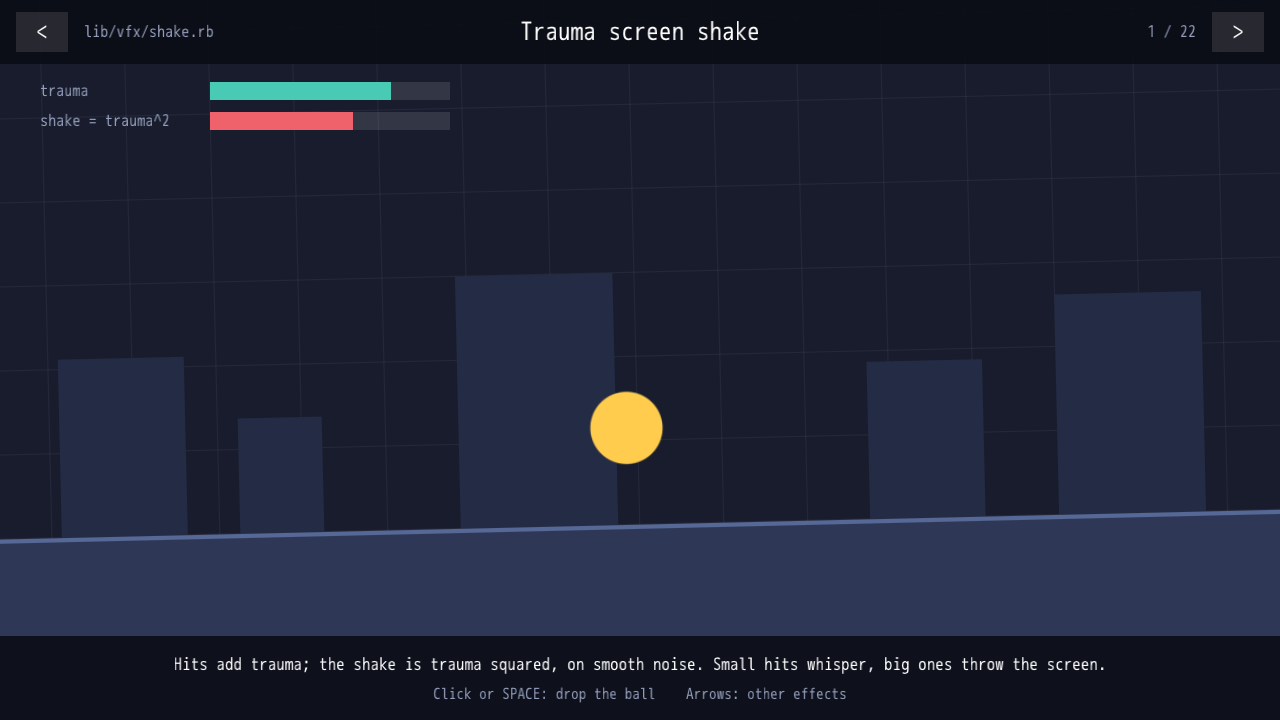 <
lib/vfx/shake.rb
Trauma screen shake
1 / 22
>
trauma
shake = trauma^2
Hits add trauma; the shake is trauma squared, on smooth noise. Small hits whisper, big ones throw the screen.
Click or SPACE: drop the ball    Arrows: other effects